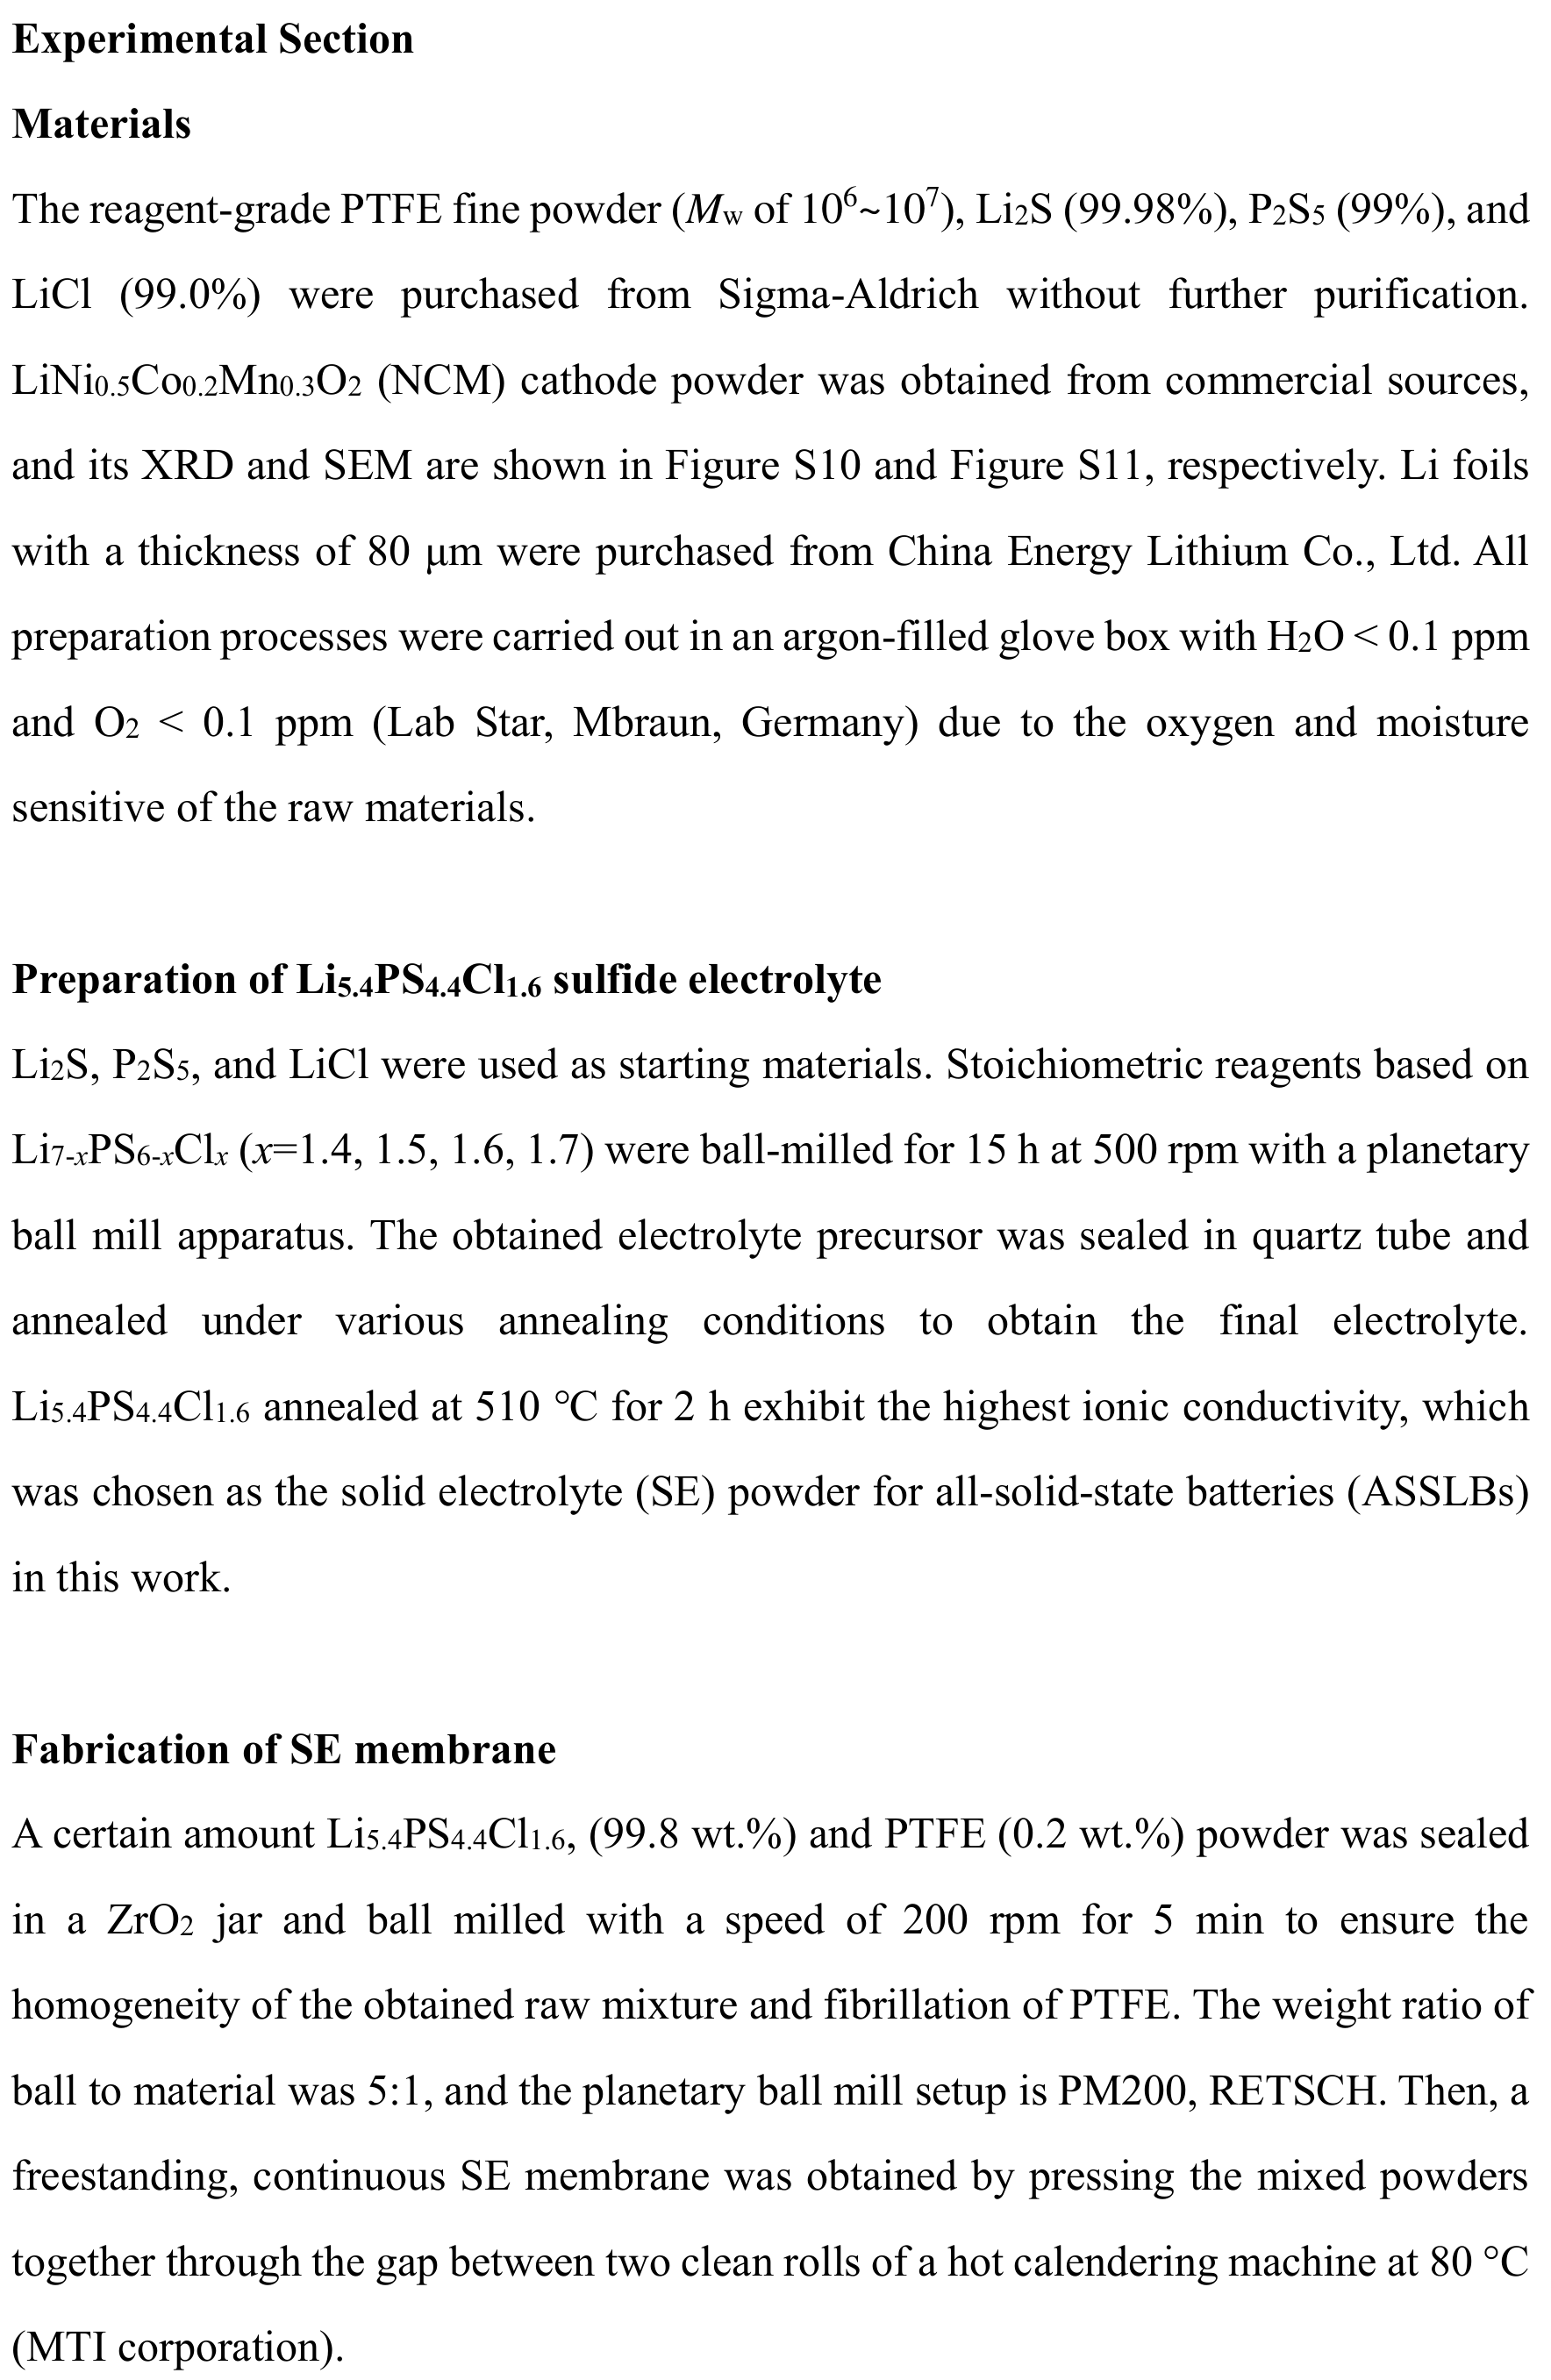 Experimental Section
Materials
The reagent-grade PTFE fine powder (Mw of 10⁶~10⁷), Li₂S (99.98%), P₂S₅ (99%), and
LiCl (99.0%) were purchased from Sigma-Aldrich without further purification.
LiNi₀.₅Co₀.₂Mn₀.₃O₂ (NCM) cathode powder was obtained from commercial sources,
and its XRD and SEM are shown in Figure S10 and Figure S11, respectively. Li foils
with a thickness of 80 μm were purchased from China Energy Lithium Co., Ltd. All
preparation processes were carried out in an argon-filled glove box with H₂O < 0.1 ppm
and O₂ < 0.1 ppm (Lab Star, Mbraun, Germany) due to the oxygen and moisture
sensitive of the raw materials.
Preparation of Li₅.₄PS₄.₄Cl₁.₆ sulfide electrolyte
Li₂S, P₂S₅, and LiCl were used as starting materials. Stoichiometric reagents based on
Li₇₋ₓPS₆₋ₓClₓ (x=1.4, 1.5, 1.6, 1.7) were ball-milled for 15 h at 500 rpm with a planetary
ball mill apparatus. The obtained electrolyte precursor was sealed in quartz tube and
annealed under various annealing conditions to obtain the final electrolyte.
Li₅.₄PS₄.₄Cl₁.₆ annealed at 510 °C for 2 h exhibit the highest ionic conductivity, which
was chosen as the solid electrolyte (SE) powder for all-solid-state batteries (ASSLBs)
in this work.
Fabrication of SE membrane
A certain amount Li₅.₄PS₄.₄Cl₁.₆, (99.8 wt.%) and PTFE (0.2 wt.%) powder was sealed
in a ZrO₂ jar and ball milled with a speed of 200 rpm for 5 min to ensure the
homogeneity of the obtained raw mixture and fibrillation of PTFE. The weight ratio of
ball to material was 5:1, and the planetary ball mill setup is PM200, RETSCH. Then, a
freestanding, continuous SE membrane was obtained by pressing the mixed powders
together through the gap between two clean rolls of a hot calendering machine at 80 °C
(MTI corporation).